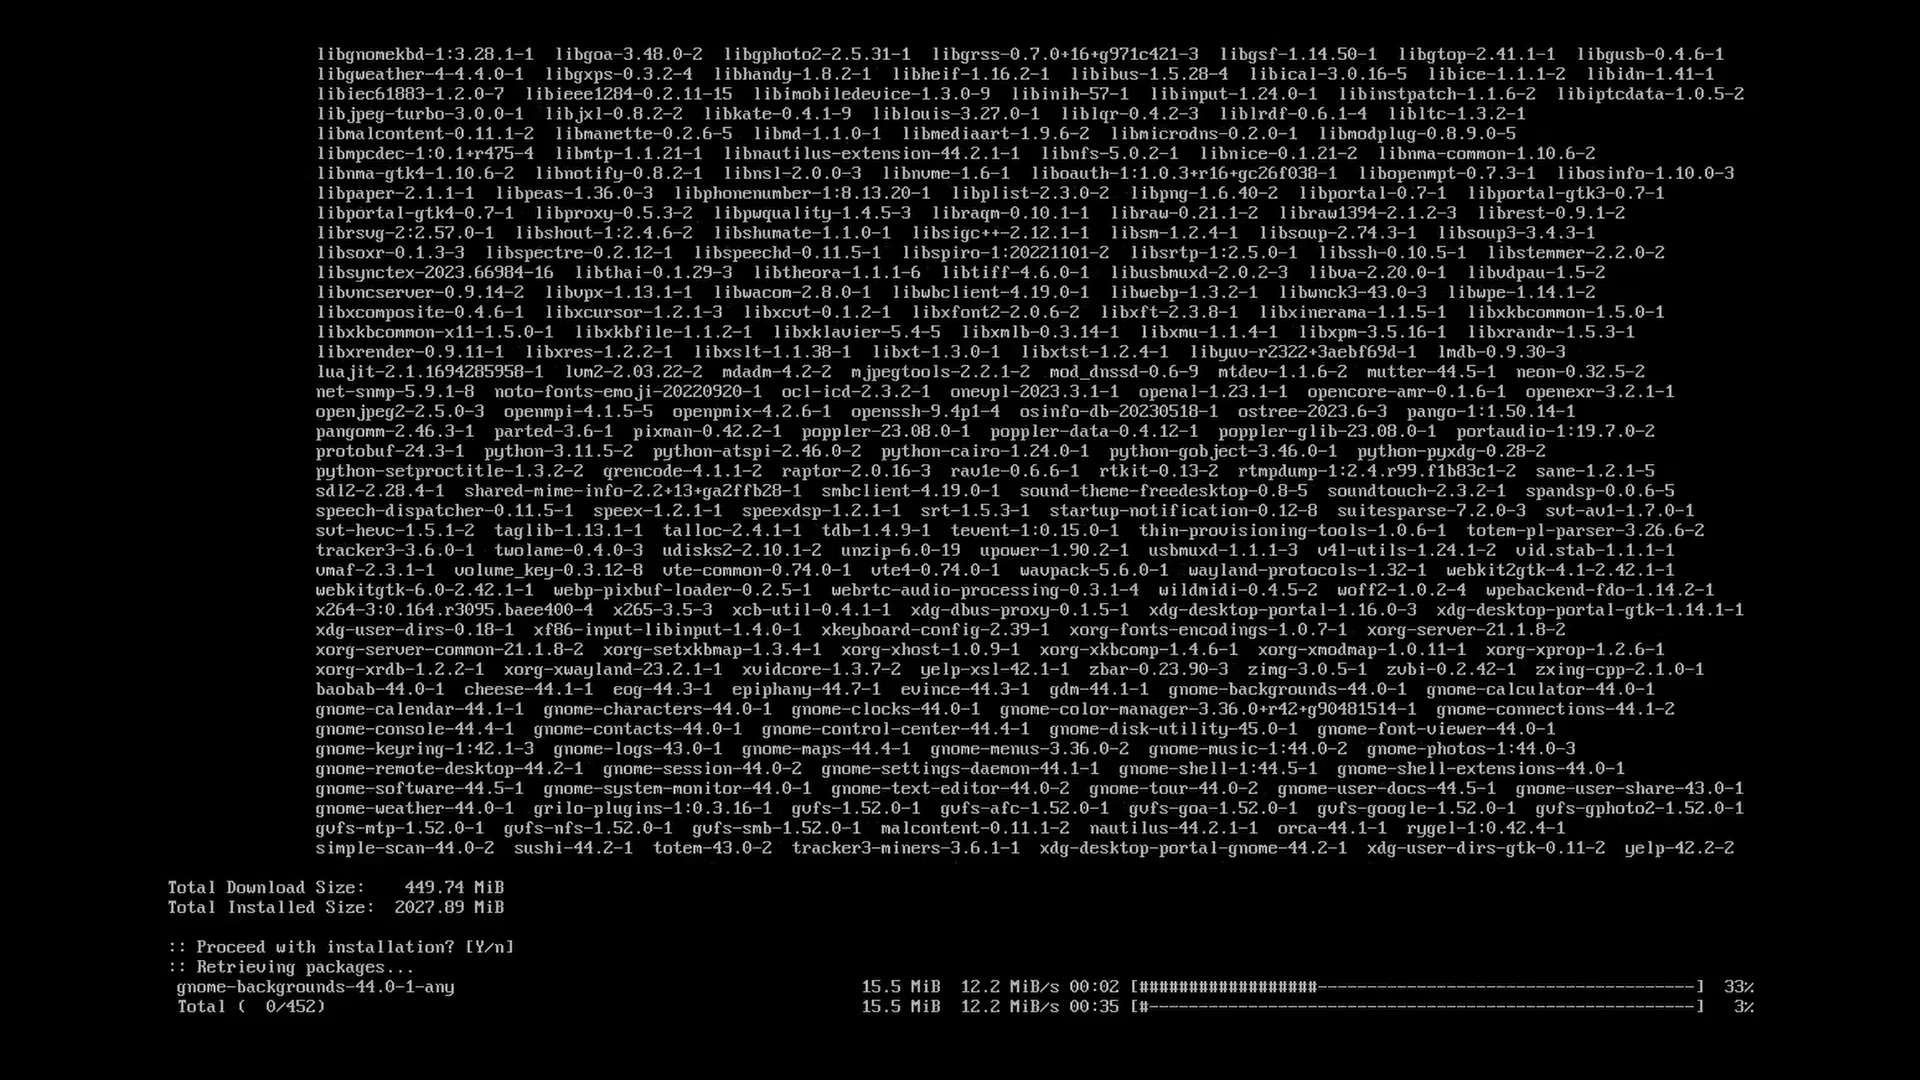 libgnomekbd-1:3.28.1-1  libgoa-3.48.0-2  libgphoto2-2.5.31-1  libgrss-0.7.0+16+g971c421-3  libgsf-1.14.50-1  libgtop-2.41.1-1  libgusb-0.4.6-1
libgweather-4-4.4.0-1  libgxps-0.3.2-4  libhandy-1.8.2-1  libheif-1.16.2-1  libibus-1.5.28-4  libical-3.0.16-5  libice-1.1.1-2  libidn-1.41-1
libiec61883-1.2.0-7  libieee1284-0.2.11-15  libimobiledevice-1.3.0-9  libinih-57-1  libinput-1.24.0-1  libinstpatch-1.1.6-2  libiptcdata-1.0.5-2
libjpeg-turbo-3.0.0-1  libjxl-0.8.2-2  libkate-0.4.1-9  liblouis-3.27.0-1  liblqr-0.4.2-3  liblrdf-0.6.1-4  libltc-1.3.2-1
libmalcontent-0.11.1-2  libmanette-0.2.6-5  libmd-1.1.0-1  libmediaart-1.9.6-2  libmicrodns-0.2.0-1  libmodplug-0.8.9.0-5
libmpcdec-1:0.1+r475-4  libmtp-1.1.21-1  libnautilus-extension-44.2.1-1  libnfs-5.0.2-1  libnice-0.1.21-2  libnma-common-1.10.6-2
libnma-gtk4-1.10.6-2  libnotify-0.8.2-1  libnsl-2.0.0-3  libnvme-1.6-1  liboauth-1:1.0.3+r16+gc26f038-1  libopenmpt-0.7.3-1  libosinfo-1.10.0-3
libpaper-2.1.1-1  libpeas-1.36.0-3  libphonenumber-1:8.13.20-1  libplist-2.3.0-2  libpng-1.6.40-2  libportal-0.7-1  libportal-gtk3-0.7-1
libportal-gtk4-0.7-1  libproxy-0.5.3-2  libpwquality-1.4.5-3  libraqm-0.10.1-1  libraw-0.21.1-2  libraw1394-2.1.2-3  librest-0.9.1-2
librsvg-2:2.57.0-1  libshout-1:2.4.6-2  libshumate-1.1.0-1  libsigc++-2.12.1-1  libsm-1.2.4-1  libsoup-2.74.3-1  libsoup3-3.4.3-1
libsoxr-0.1.3-3  libspectre-0.2.12-1  libspeechd-0.11.5-1  libspiro-1:20221101-2  libsrtp-1:2.5.0-1  libssh-0.10.5-1  libstemmer-2.2.0-2
libsynctex-2023.66984-16  libthai-0.1.29-3  libtheora-1.1.1-6  libtiff-4.6.0-1  libusbmuxd-2.0.2-3  libva-2.20.0-1  libvdpau-1.5-2
libvncserver-0.9.14-2  libvpx-1.13.1-1  libwacom-2.8.0-1  libwbclient-4.19.0-1  libwebp-1.3.2-1  libwnck3-43.0-3  libwpe-1.14.1-2
libxcomposite-0.4.6-1  libxcursor-1.2.1-3  libxcvt-0.1.2-1  libxfont2-2.0.6-2  libxft-2.3.8-1  libxinerama-1.1.5-1  libxkbcommon-1.5.0-1
libxkbcommon-x11-1.5.0-1  libxkbfile-1.1.2-1  libxklavier-5.4-5  libxmlb-0.3.14-1  libxmu-1.1.4-1  libxpm-3.5.16-1  libxrandr-1.5.3-1
libxrender-0.9.11-1  libxres-1.2.2-1  libxslt-1.1.38-1  libxt-1.3.0-1  libxtst-1.2.4-1  libyuv-r2322+3aebf69d-1  lmdb-0.9.30-3
luajit-2.1.1694285958-1  lvm2-2.03.22-2  mdadm-4.2-2  mjpegtools-2.2.1-2  mod_dnssd-0.6-9  mtdev-1.1.6-2  mutter-44.5-1  neon-0.32.5-2
net-snmp-5.9.1-8  noto-fonts-emoji-20220920-1  ocl-icd-2.3.2-1  onevpl-2023.3.1-1  openal-1.23.1-1  opencore-amr-0.1.6-1  openexr-3.2.1-1
openjpeg2-2.5.0-3  openmpi-4.1.5-5  openpmix-4.2.6-1  openssh-9.4p1-4  osinfo-db-20230518-1  ostree-2023.6-3  pango-1:1.50.14-1
pangomm-2.46.3-1  parted-3.6-1  pixman-0.42.2-1  poppler-23.08.0-1  poppler-data-0.4.12-1  poppler-glib-23.08.0-1  portaudio-1:19.7.0-2
protobuf-24.3-1  python-3.11.5-2  python-atspi-2.46.0-2  python-cairo-1.24.0-1  python-gobject-3.46.0-1  python-pyxdg-0.28-2
python-setproctitle-1.3.2-2  qrencode-4.1.1-2  raptor-2.0.16-3  rav1e-0.6.6-1  rtkit-0.13-2  rtmpdump-1:2.4.r99.f1b83c1-2  sane-1.2.1-5
sdl2-2.28.4-1  shared-mime-info-2.2+13+ga2ffb28-1  smbclient-4.19.0-1  sound-theme-freedesktop-0.8-5  soundtouch-2.3.2-1  spandsp-0.0.6-5
speech-dispatcher-0.11.5-1  speex-1.2.1-1  speexdsp-1.2.1-1  srt-1.5.3-1  startup-notification-0.12-8  suitesparse-7.2.0-3  svt-av1-1.7.0-1
svt-hevc-1.5.1-2  taglib-1.13.1-1  talloc-2.4.1-1  tdb-1.4.9-1  tevent-1:0.15.0-1  thin-provisioning-tools-1.0.6-1  totem-pl-parser-3.26.6-2
tracker3-3.6.0-1  twolame-0.4.0-3  udisks2-2.10.1-2  unzip-6.0-19  upower-1.90.2-1  usbmuxd-1.1.1-3  v4l-utils-1.24.1-2  vid.stab-1.1.1-1
vmaf-2.3.1-1  volume_key-0.3.12-8  vte-common-0.74.0-1  vte4-0.74.0-1  wavpack-5.6.0-1  wayland-protocols-1.32-1  webkit2gtk-4.1-2.42.1-1
webkitgtk-6.0-2.42.1-1  webp-pixbuf-loader-0.2.5-1  webrtc-audio-processing-0.3.1-4  wildmidi-0.4.5-2  woff2-1.0.2-4  wpebackend-fdo-1.14.2-1
x264-3:0.164.r3095.baee400-4  x265-3.5-3  xcb-util-0.4.1-1  xdg-dbus-proxy-0.1.5-1  xdg-desktop-portal-1.16.0-3  xdg-desktop-portal-gtk-1.14.1-1
xdg-user-dirs-0.18-1  xf86-input-libinput-1.4.0-1  xkeyboard-config-2.39-1  xorg-fonts-encodings-1.0.7-1  xorg-server-21.1.8-2
xorg-server-common-21.1.8-2  xorg-setxkbmap-1.3.4-1  xorg-xhost-1.0.9-1  xorg-xkbcomp-1.4.6-1  xorg-xmodmap-1.0.11-1  xorg-xprop-1.2.6-1
xorg-xrdb-1.2.2-1  xorg-xwayland-23.2.1-1  xvidcore-1.3.7-2  yelp-xsl-42.1-1  zbar-0.23.90-3  zimg-3.0.5-1  zvbi-0.2.42-1  zxing-cpp-2.1.0-1
baobab-44.0-1  cheese-44.1-1  eog-44.3-1  epiphany-44.7-1  evince-44.3-1  gdm-44.1-1  gnome-backgrounds-44.0-1  gnome-calculator-44.0-1
gnome-calendar-44.1-1  gnome-characters-44.0-1  gnome-clocks-44.0-1  gnome-color-manager-3.36.0+r42+g90481514-1  gnome-connections-44.1-2
gnome-console-44.4-1  gnome-contacts-44.0-1  gnome-control-center-44.4-1  gnome-disk-utility-45.0-1  gnome-font-viewer-44.0-1
gnome-keyring-1:42.1-3  gnome-logs-43.0-1  gnome-maps-44.4-1  gnome-menus-3.36.0-2  gnome-music-1:44.0-2  gnome-photos-1:44.0-3
gnome-remote-desktop-44.2-1  gnome-session-44.0-2  gnome-settings-daemon-44.1-1  gnome-shell-1:44.5-1  gnome-shell-extensions-44.0-1
gnome-software-44.5-1  gnome-system-monitor-44.0-1  gnome-text-editor-44.0-2  gnome-tour-44.0-2  gnome-user-docs-44.5-1  gnome-user-share-43.0-1
gnome-weather-44.0-1  grilo-plugins-1:0.3.16-1  gvfs-1.52.0-1  gvfs-afc-1.52.0-1  gvfs-goa-1.52.0-1  gvfs-google-1.52.0-1  gvfs-gphoto2-1.52.0-1
gvfs-mtp-1.52.0-1  gvfs-nfs-1.52.0-1  gvfs-smb-1.52.0-1  malcontent-0.11.1-2  nautilus-44.2.1-1  orca-44.1-1  rygel-1:0.42.4-1
simple-scan-44.0-2  sushi-44.2-1  totem-43.0-2  tracker3-miners-3.6.1-1  xdg-desktop-portal-gnome-44.2-1  xdg-user-dirs-gtk-0.11-2  yelp-42.2-2
Total Download Size:    449.74 MiB
Total Installed Size:  2027.89 MiB
:: Proceed with installation? [Y/n]
:: Retrieving packages...
gnome-backgrounds-44.0-1-any  15.5 MiB  12.2 MiB/s 00:02 [##################--------------------------------------]  33%
Total (  0/452)  15.5 MiB  12.2 MiB/s 00:35 [#-------------------------------------------------------]   3%